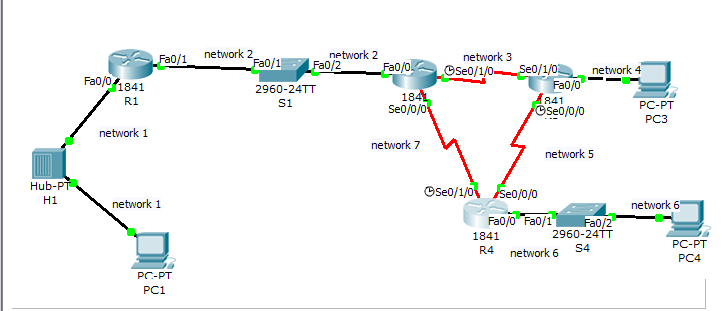 network 2
network 2
network 3
network 4
Fa0/1
Fa0/1
Fa0/2
Fa0/0
Se0/1/0
Se0/1/0
Fa0/0
Fa0/0
1841
R1
2960-24TT
S1
1841
Se0/0/0
1841
Se0/0/0
PC-PT
PC3
network 1
network 7
network 5
Hub-PT
H1
network 1
Se0/1/0
Se0/0/0
network 6
Fa0/0
Fa0/1
Fa0/2
1841
R4
2960-24TT
S4
network 6
PC-PT
PC4
PC-PT
PC1